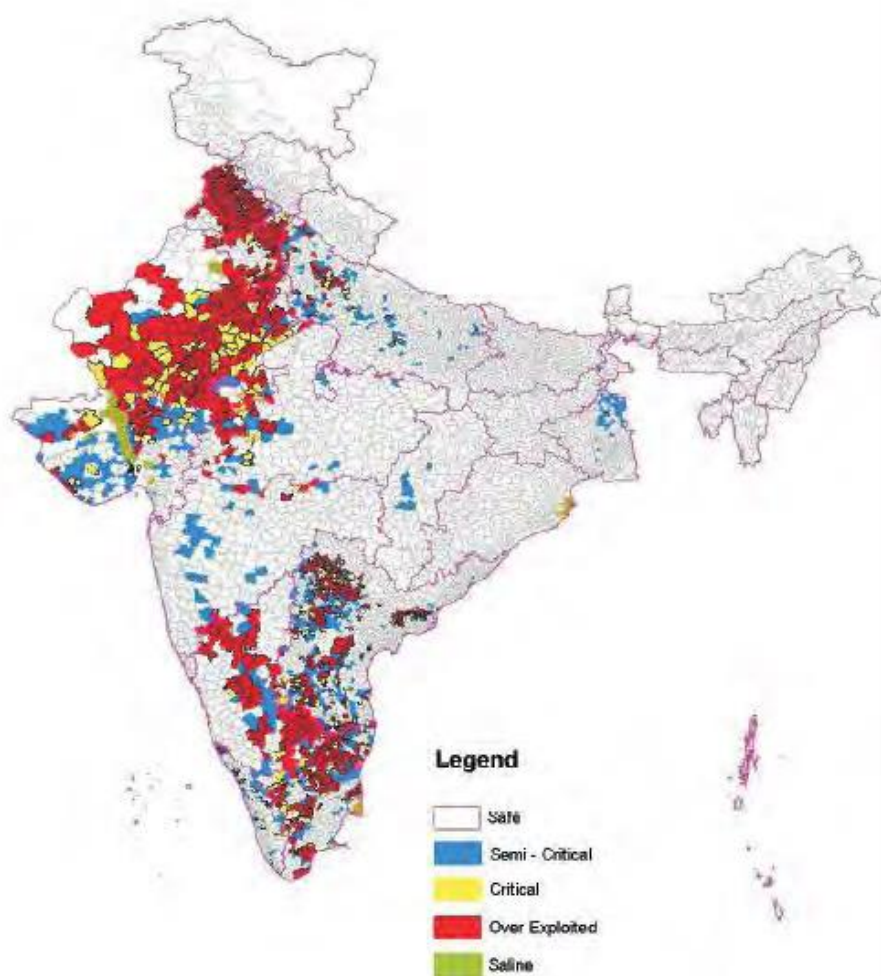 Legend
Safe
Semi - Critical
Critical
Over Exploited
Saline